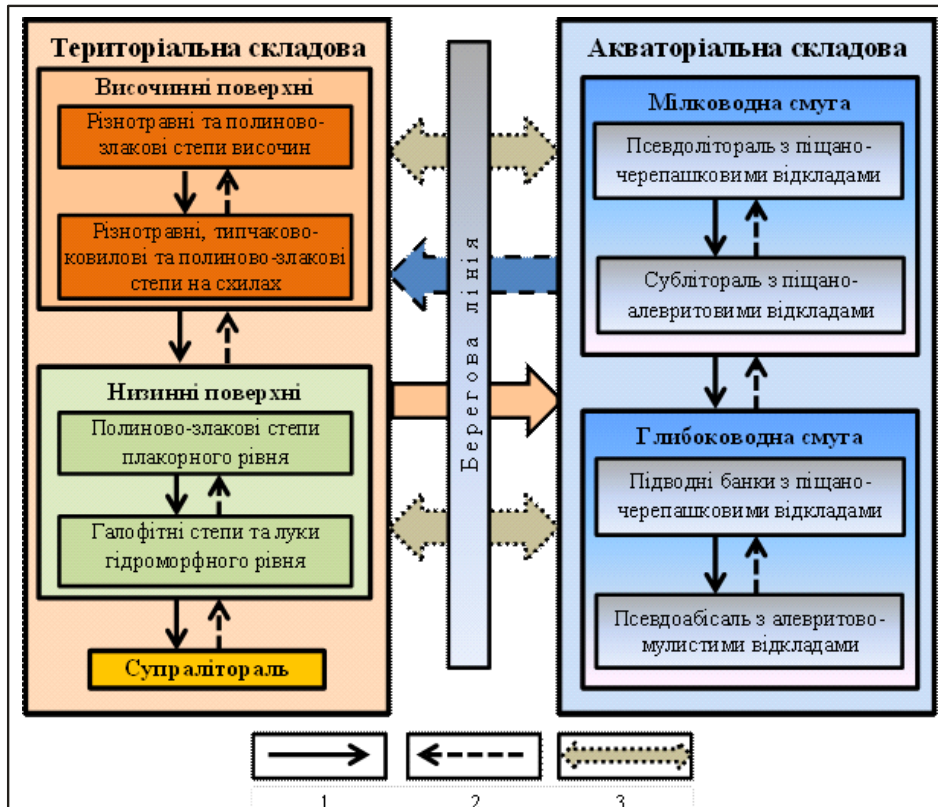 Територіальна складова
Височинні поверхні
Різнотравні та полиново-
злакові степи височин
Різнотравні, типчаково-
ковилові та полиново-злакові
степи на схилах
Низинні поверхні
Полиново-злакові степи
плакорного рівня
Галофітні степи та луки
гідроморфного рівня
Супралітораль
Берегова лінія
Акваторіальна складова
Мілководна смуга
Псевдолітораль з піщано-
черепашковими відкладами
Сублітораль з піщано-
алевритовими відкладами
Глибоководна смуга
Підводні банки з піщано-
черепашковими відкладами
Псевдоабісаль з алевритово-
мулистими відкладами
1 2 3